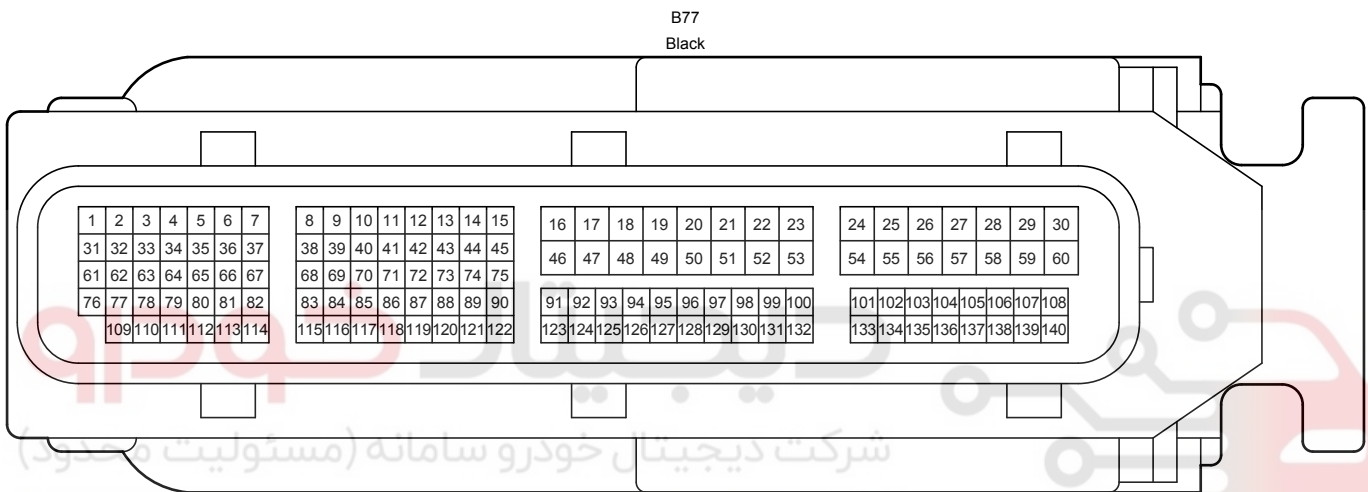 B77
Black
1 2 3 4 5 6 7 8 9 10 11 12 13 14 15 16 17 18 19 20 21 22 23 24 25 26 27 28 29 30
31 32 33 34 35 36 37 38 39 40 41 42 43 44 45 46 47 48 49 50 51 52 53 54 55 56 57 58 59 60
61 62 63 64 65 66 67 68 69 70 71 72 73 74 75
76 77 78 79 80 81 82 83 84 85 86 87 88 89 90 91 92 93 94 95 96 97 98 99 100 101 102 103 104 105 106 107 108
109 110 111 112 113 114 115 116 117 118 119 120 121 122 123 124 125 126 127 128 129 130 131 132 133 134 135 136 137 138 139 140
دیجیتال خودرو
شرکت دیجیتال خودرو سامانه (مسئولیت محدود)